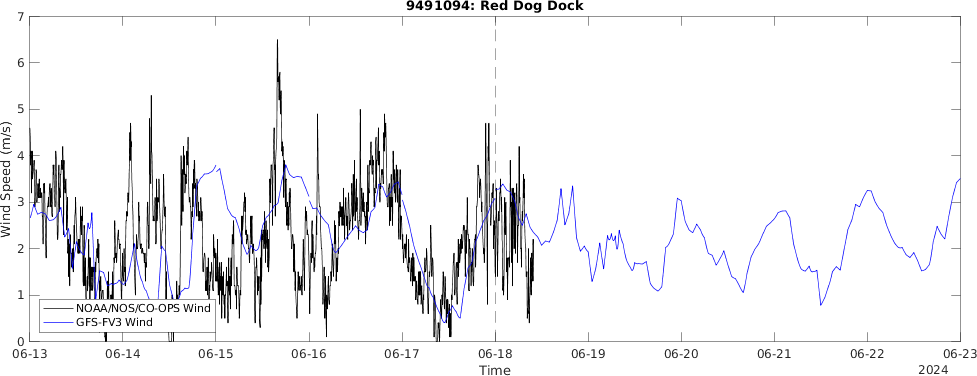 9491094: Red Dog Dock
7
6
5
4
3
2
1
0
Wind Speed (m/s)
NOAA/NOS/CO-OPS Wind
GFS-FV3 Wind
06-13 06-14 06-15 06-16 06-17 06-18 06-19 06-20 06-21 06-22 06-23
Time
2024